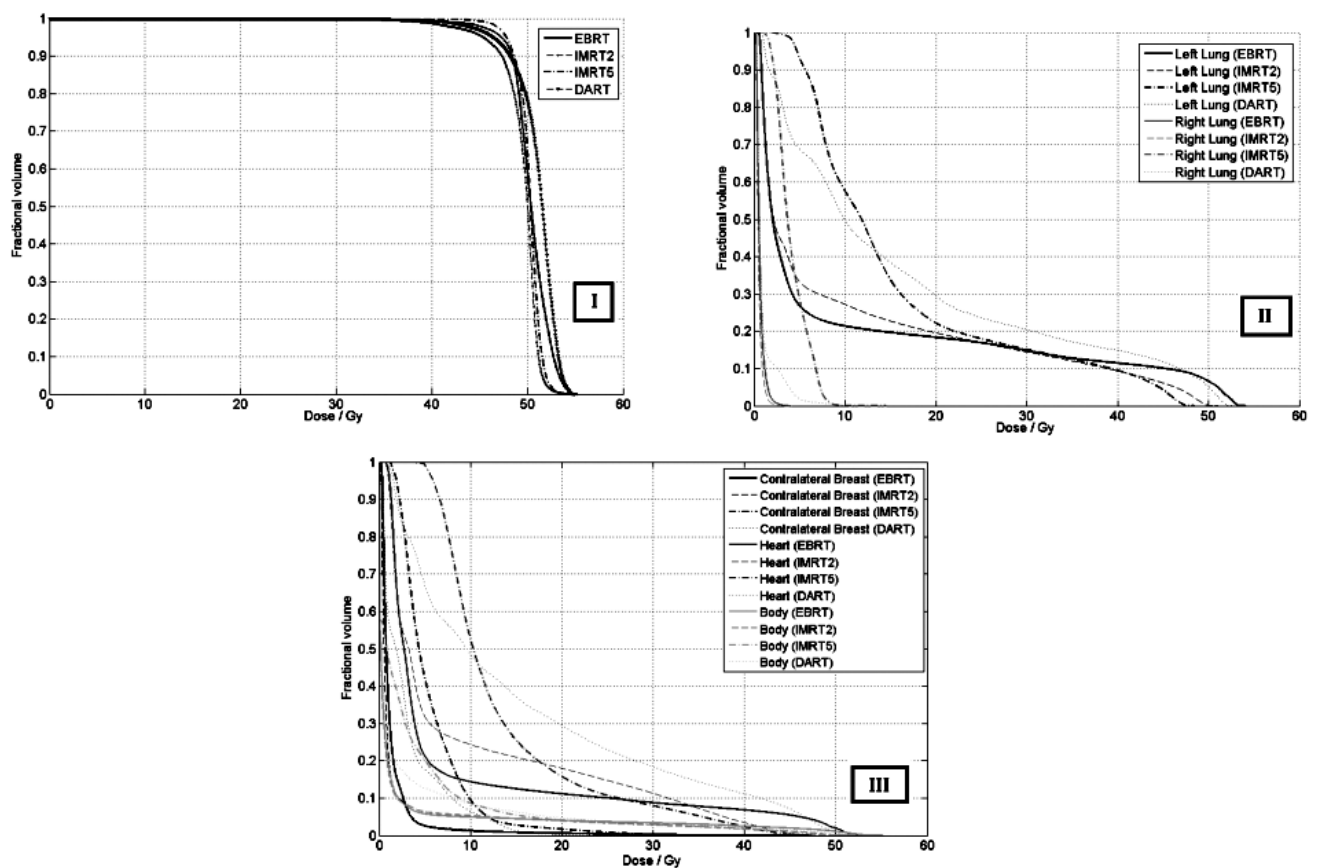 1
0.9
0.8
0.7
0.6
0.5
0.4
0.3
0.2
0.1
0
Fractional volume
0 10 20 30 40 50 60
Dose / Gy
EBRT
IMRT2
IMRT5
DART
I
1
0.9
0.8
0.7
0.6
0.5
0.4
0.3
0.2
0.1
0
Fractional volume
0 10 20 30 40 50 60
Dose / Gy
Left Lung (EBRT)
Left Lung (IMRT2)
Left Lung (IMRT5)
Left Lung (DART)
Right Lung (EBRT)
Right Lung (IMRT2)
Right Lung (IMRT5)
Right Lung (DART)
II
1
0.9
0.8
0.7
0.6
0.5
0.4
0.3
0.2
0.1
0
Fractional volume
0 10 20 30 40 50 60
Dose / Gy
Contralateral Breast (EBRT)
Contralateral Breast (IMRT2)
Contralateral Breast (IMRT5)
Contralateral Breast (DART)
Heart (EBRT)
Heart (IMRT2)
Heart (IMRT5)
Heart (DART)
Body (EBRT)
Body (IMRT2)
Body (IMRT5)
Body (DART)
III